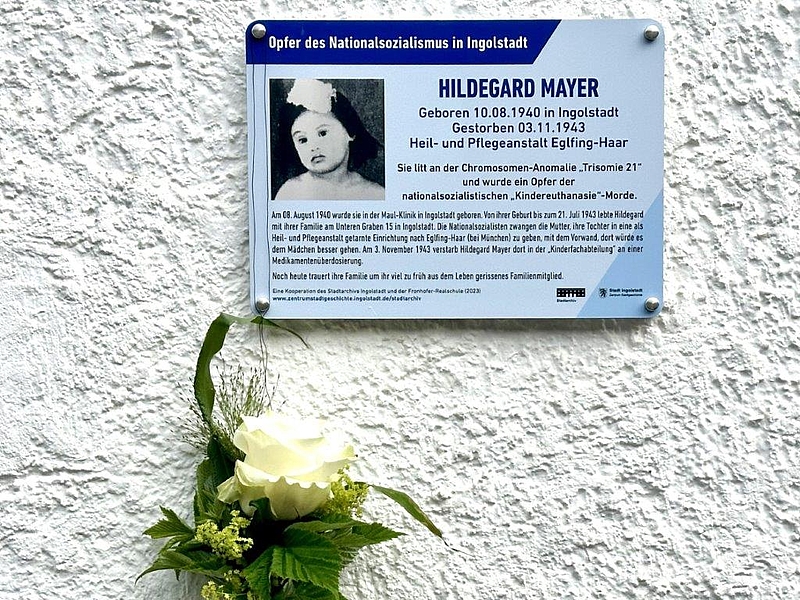 Opfer des Nationalsozialismus in Ingolstadt
HILDEGARD MAYER
Geboren 10.08.1940 in Ingolstadt
Gestorben 03.11.1943
Heil- und Pflegeanstalt Eglfing-Haar
Sie litt an der Chromosomen-Anomalie „Trisomie 21"
und wurde ein Opfer der
nationalsozialistischen „Kindereuthanasie"-Morde.
Am 08. August 1940 wurde sie in der Maul-Klinik in Ingolstadt geboren. Von ihrer Geburt bis zum 21. Juli 1943 lebte Hildegard
mit ihrer Familie am Unteren Graben 15 in Ingolstadt. Die Nationalsozialisten zwangen die Mutter, ihre Tochter in eine als
Heil- und Pflegeanstalt getarnte Einrichtung nach Eglfing-Haar (bei München) zu geben, mit dem Vorwand, dort würde es
dem Mädchen besser gehen. Am 3. November 1943 verstarb Hildegard Mayer dort in der „Kinderfachabteilung" an einer
Medikamentenüberdosierung.
Noch heute trauert ihre Familie um ihr viel zu früh aus dem Leben gerissenes Familienmitglied.
Eine Kooperation des Stadtarchivs Ingolstadt und der Fronhofer-Realschule (2023)
www.zentrumstadtgeschichte.ingolstadt.de/stadtarchiv
Stadtarchiv
Stadt Ingolstadt
Zentrum Stadtgeschichte